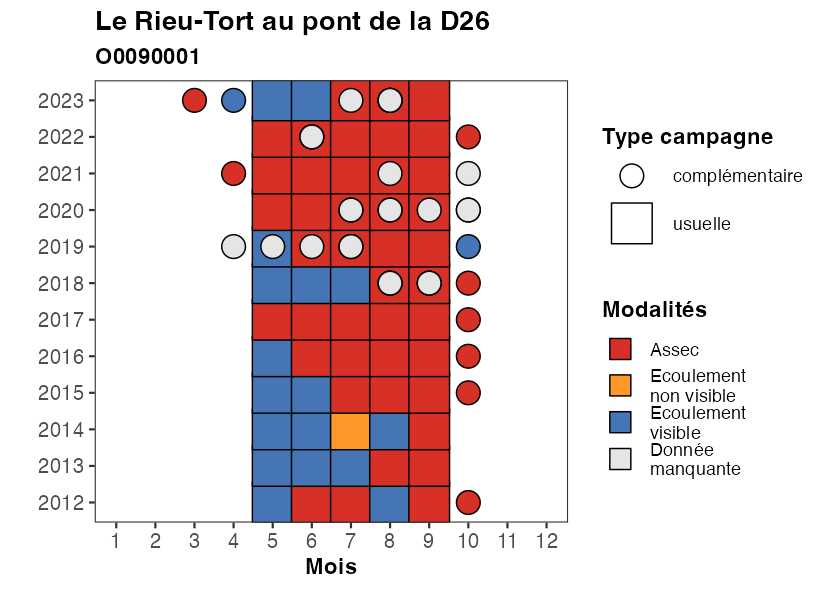 Le Rieu-Tort au pont de la D26
O0090001
2023
2022
2021
2020
2019
2018
2017
2016
2015
2014
2013
2012
1 2 3 4 5 6 7 8 9 10 11 12
Mois
Type campagne
complémentaire
usuelle
Modalités
Assec
Ecoulement
non visible
Ecoulement
visible
Donnée
manquante